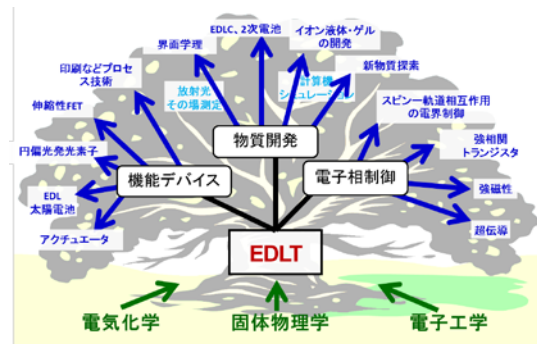 EDLC、2次電池
イオン液体・ゲル
の開発
界面学理
新物質探索
印刷などプロセ
ス技術
放射光
その場測定
計算機
シュミレーション
スピンー軌道相互作用
の電界制御
伸縮性FET
物質開発
強相関
トランジスタ
円偏光発光素子
機能デバイス
電子相制御
強磁性
EDL
太陽電池
超伝導
アクチュエータ
EDLT
電気化学
固体物理学
電子工学